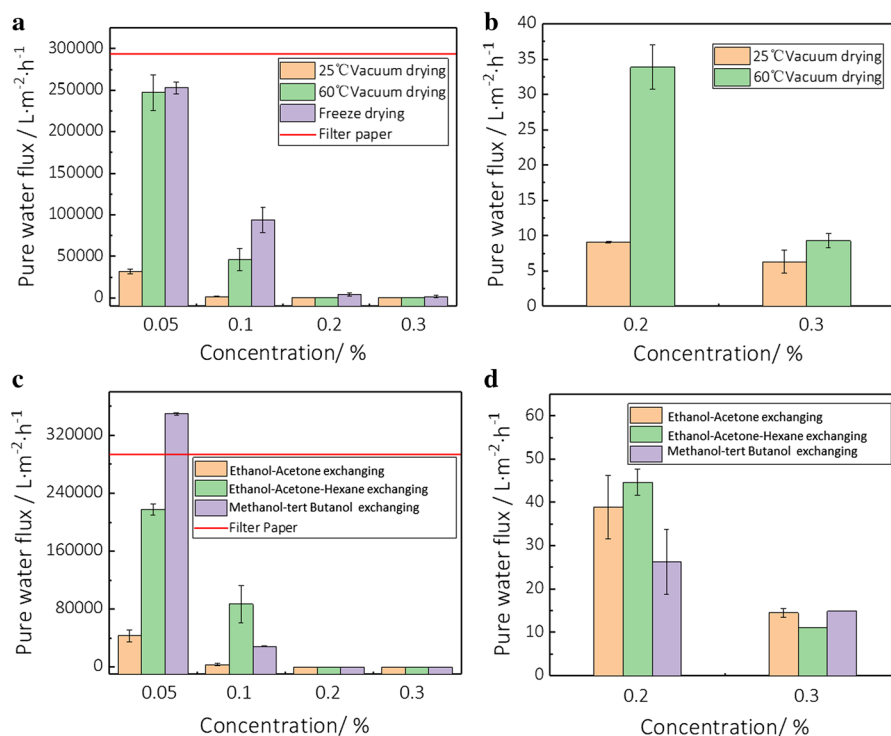 a
300000
250000
200000
150000
100000
50000
0
Pure water flux / L·m⁻²·h⁻¹
25℃Vacuum drying
60℃Vacuum drying
Freeze drying
Filter paper
0.05 0.1 0.2 0.3
Concentration/ %
b
40
35
30
25
20
15
10
5
0
Pure water flux / L·m⁻²·h⁻¹
25℃Vacuum drying
60℃Vacuum drying
0.2 0.3
Concentration/ %
c
320000
240000
160000
80000
0
Pure water flux / L·m⁻²·h⁻¹
Ethanol-Acetone exchanging
Ethanol-Acetone-Hexane exchanging
Methanol-tert Butanol exchanging
Filter Paper
0.05 0.1 0.2 0.3
Concentration/ %
d
60
50
40
30
20
10
0
Pure water flux / L·m⁻²·h⁻¹
Ethanol-Acetone exchanging
Ethanol-Acetone-Hexane exchanging
Methanol-tert Butanol exchanging
0.2 0.3
Concentration/ %